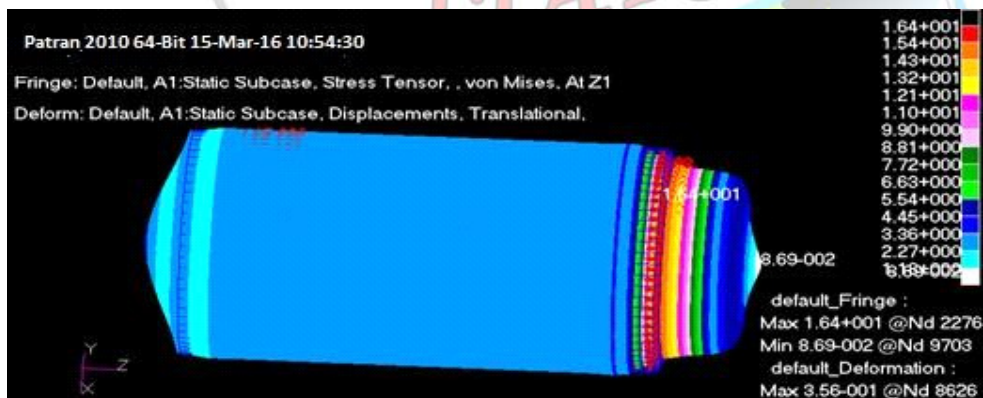 Patran 2010 64-Bit 15-Mar-16 10:54:30
Fringe: Default, A1:Static Subcase, Stress Tensor, , von Mises, At Z1
Deform: Default, A1:Static Subcase, Displacements, Translational,
1.64+001
1.54+001
1.43+001
1.32+001
1.21+001
1.10+001
9.90+000
8.81+000
7.72+000
6.63+000
5.54+000
4.45+000
3.36+000
2.27+000
8.69-002
1.64+001
8.69-002
default_Fringe :
Max 1.64+001 @Nd 2276
Min 8.69-002 @Nd 9703
default_Deformation :
Max 3.56-001 @Nd 8626
Y
Z
X